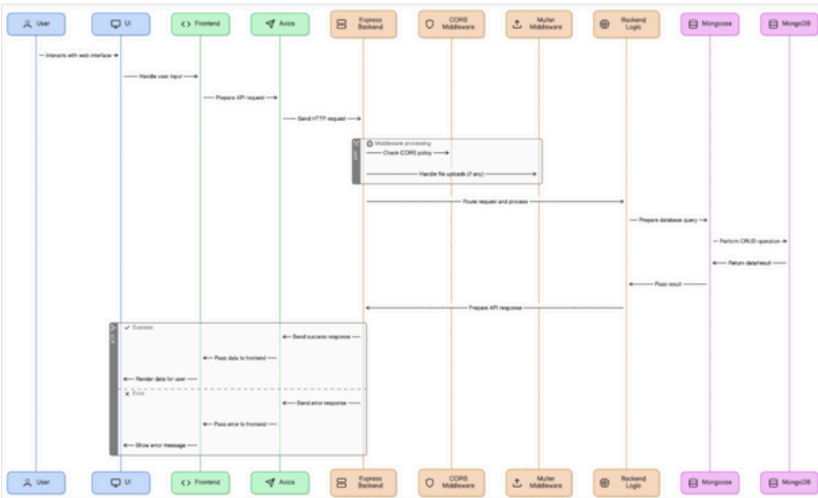 User
UI
Frontend
Axios
Express
Backend
CORS
Middleware
Multer
Middleware
Backend
Logic
Mongoose
MongoDB
Interacts with web interface
Handle user input
Prepare API request
Send HTTP request
Middleware processing
Check CORS policy
Handle file uploads (if any)
Route request and process
Prepare database query
Perform CRUD operation
Return data/result
Pass result
Prepare API response
Success
Send success response
Pass data to frontend
Render data for user
Error
Send error response
Pass error to frontend
Show error message
User
UI
Frontend
Axios
Express
Backend
CORS
Middleware
Multer
Middleware
Backend
Logic
Mongoose
MongoDB